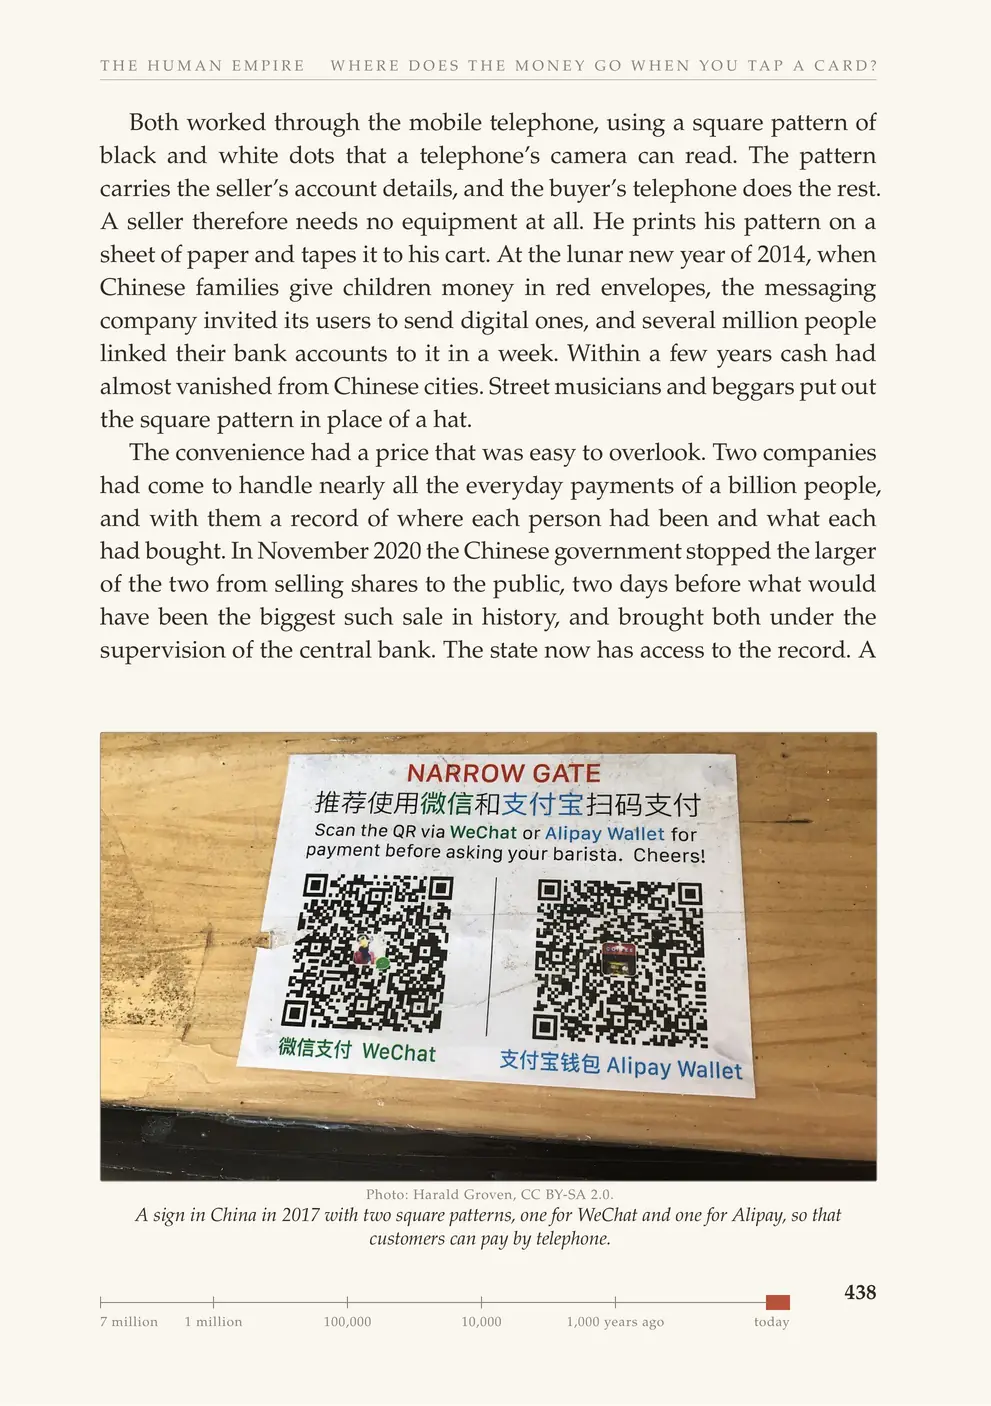 THE HUMAN EMPIRE WHERE DOES THE MONEY GO WHEN YOU TAP A CARD?
Both worked through the mobile telephone, using a square pattern of
black and white dots that a telephone’s camera can read. The pattern
carries the seller’s account details, and the buyer’s telephone does the rest.
A seller therefore needs no equipment at all. He prints his pattern on a
sheet of paper and tapes it to his cart. At the lunar new year of 2014, when
Chinese families give children money in red envelopes, the messaging
company invited its users to send digital ones, and several million people
linked their bank accounts to it in a week. Within a few years cash had
almost vanished from Chinese cities. Street musicians and beggars put out
the square pattern in place of a hat.
The convenience had a price that was easy to overlook. Two companies
had come to handle nearly all the everyday payments of a billion people,
and with them a record of where each person had been and what each
had bought. In November 2020 the Chinese government stopped the larger
of the two from selling shares to the public, two days before what would
have been the biggest such sale in history, and brought both under the
supervision of the central bank. The state now has access to the record. A
NARROW GATE
推荐使用微信和支付宝扫码支付
Scan the QR via WeChat or Alipay Wallet for
payment before asking your barista. Cheers!
COFFEE
微信支付 WeChat
支付宝钱包 Alipay Wallet
Photo: Harald Groven, CC BY-SA 2.0.
A sign in China in 2017 with two square patterns, one for WeChat and one for Alipay, so that
customers can pay by telephone.
438
7 million 1 million 100,000 10,000 1,000 years ago today